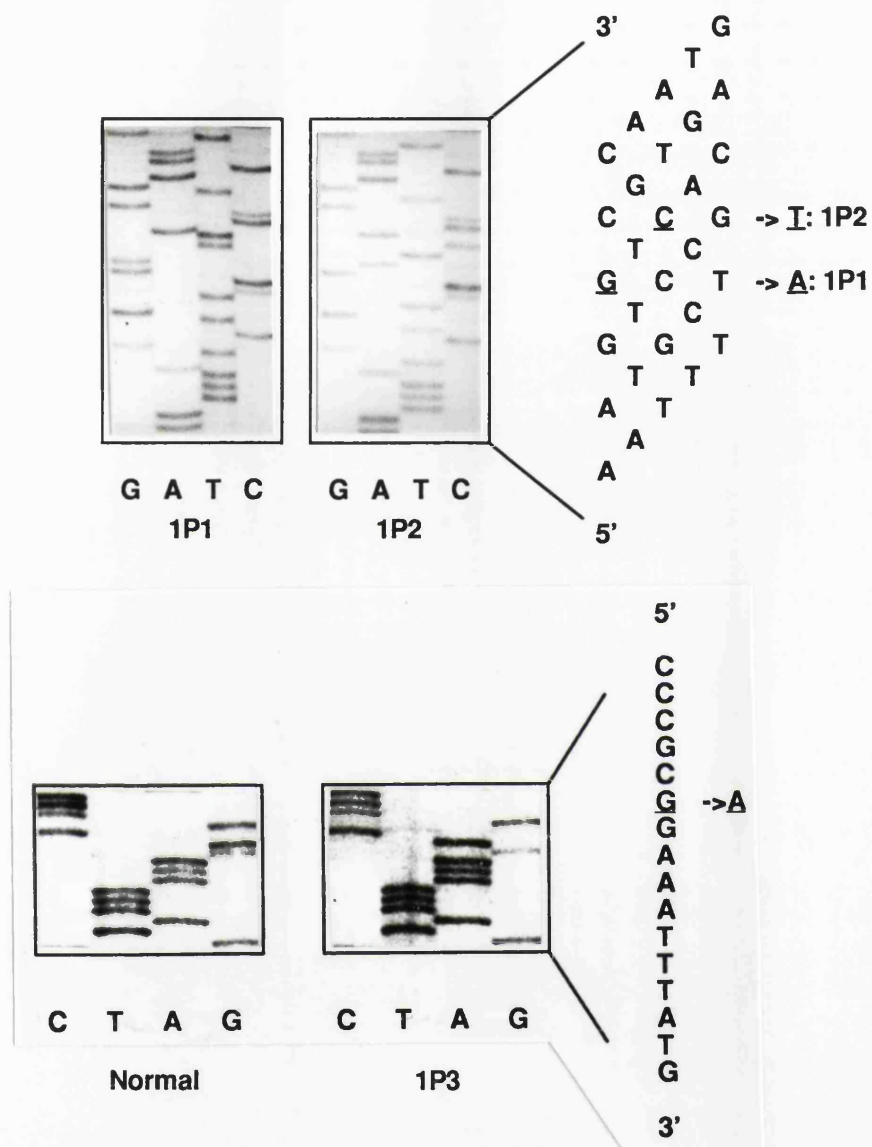 3' G
T
A A
A G
C T C
G A
C C G -> T: 1P2
T C
G C T -> A: 1P1
T C
G G T
T T
A T
A
A
G A T C
1P1
G A T C
1P2
5'
5'
C
C
C
G
C
G ->A
G
A
A
A
T
T
T
A
T
G
3'
C T A G
Normal
C T A G
1P3